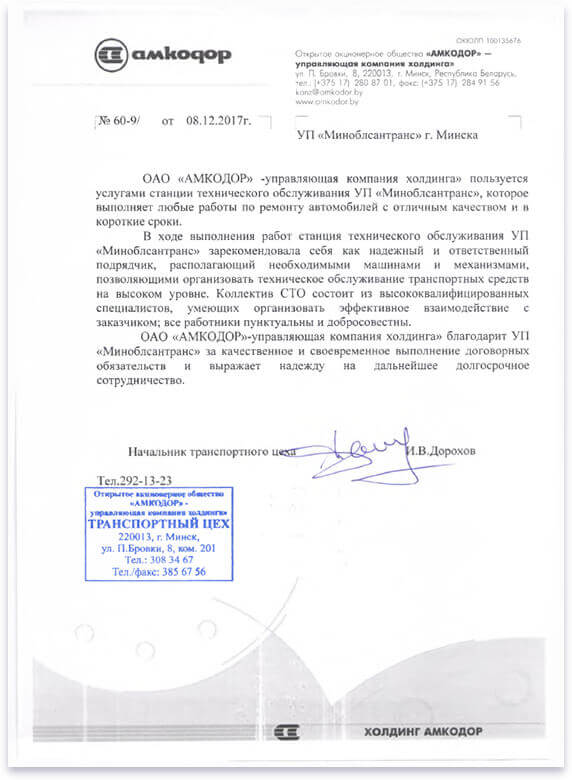 амкодор
ОКЮЛП 100135676
Открытое акционерное общество «АМКОДОР» –
управляющая компания холдинга»
ул. П. Бровки, 8, 220013, г. Минск, Республика Беларусь,
тел.: (+375 17) 280 87 01, факс: (+375 17) 284 91 56
kanz@amkodor.by
www.amkodor.by
№ 60-9/ от 08.12.2017г.
УП «Миноблсантранс» г. Минска
ОАО «АМКОДОР» -управляющая компания холдинга» пользуется
услугами станции технического обслуживания УП «Миноблсантранс», которое
выполняет любые работы по ремонту автомобилей с отличным качеством и в
короткие сроки.
В ходе выполнения работ станция технического обслуживания УП
«Миноблсантранс» зарекомендовала себя как надежный и ответственный
подрядчик, располагающий необходимыми машинами и механизмами,
позволяющими организовать техническое обслуживание транспортных средств
на высоком уровне. Коллектив СТО состоит из высококвалифицированных
специалистов, умеющих организовать эффективное взаимодействие с
заказчиком; все работники пунктуальны и добросовестны.
ОАО «АМКОДОР»-управляющая компания холдинга» благодарит УП
«Миноблсантранс» за качественное и своевременное выполнение договорных
обязательств и выражает надежду на дальнейшее долгосрочное
сотрудничество.
Начальник транспортного цеха И.В.Дорохов
Тел.292-13-23
Открытое акционерное общество
«АМКОДОР» -
управляющая компания холдинга»
ТРАНСПОРТНЫЙ ЦЕХ
220013, г. Минск,
ул. П.Бровки, 8, ком. 201
Тел.: 308 34 67
Тел./факс: 385 67 56
ХОЛДИНГ АМКОДОР